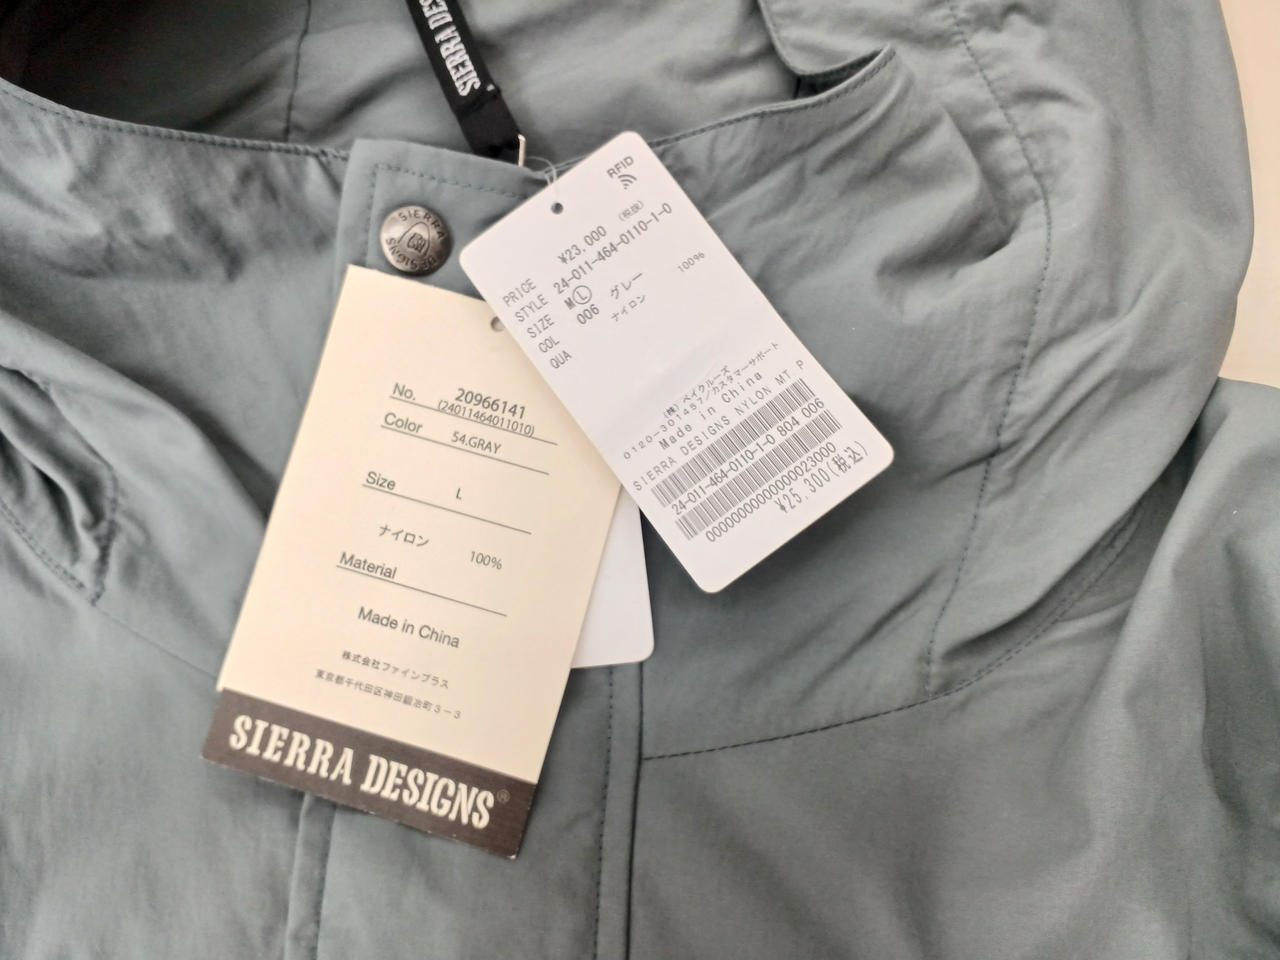 SIERRA DES
SIERRA DESIGNS
RFID
PRICE ¥23,000 (税抜)
STYLE 24-011-464-0110-1-0
SIZE M Ⓛ
COL 006 グレー
QUA ナイロン 100%
(株)ベイクルーズ
0120-301457/カスタマーサポート
Made in China
SIERRA DESIGNS NYLON MT P
24-011-464-0110-1-0 804 006
0000000000000023000
¥25,300(税込)
No. 20966141
(24011464011010)
Color 54.GRAY
Size L
ナイロン 100%
Material
Made in China
株式会社ファインプラス
東京都千代田区神田鍛冶町3-3
SIERRA DESIGNS®